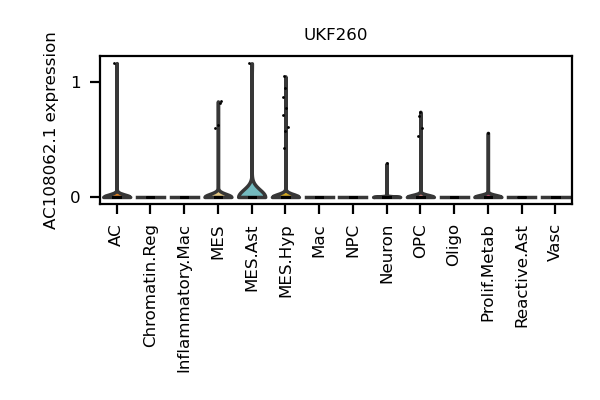 UKF260
AC108062.1 expression
1
0
AC
Chromatin.Reg
Inflammatory.Mac
MES
MES.Ast
MES.Hyp
Mac
NPC
Neuron
OPC
Oligo
Prolif.Metab
Reactive.Ast
Vasc